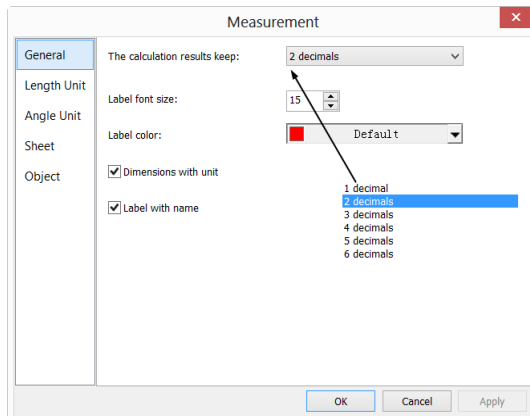 Measurement
General
Length Unit
Angle Unit
Sheet
Object
The calculation results keep: 2 decimals
Label font size: 15
Label color: Default
Dimensions with unit
Label with name
1 decimal
2 decimals
3 decimals
4 decimals
5 decimals
6 decimals
OK Cancel Apply